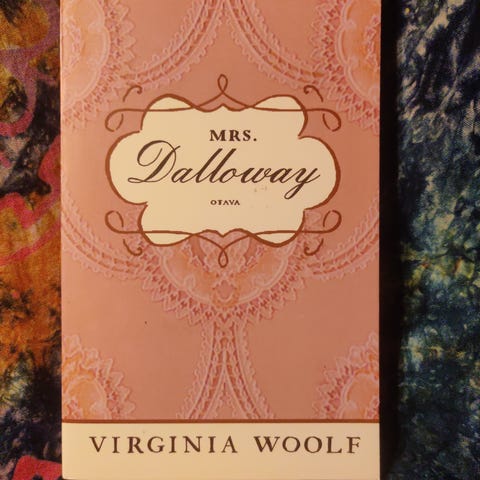 MRS.
Dalloway
OTAVA
VIRGINIA WOOLF